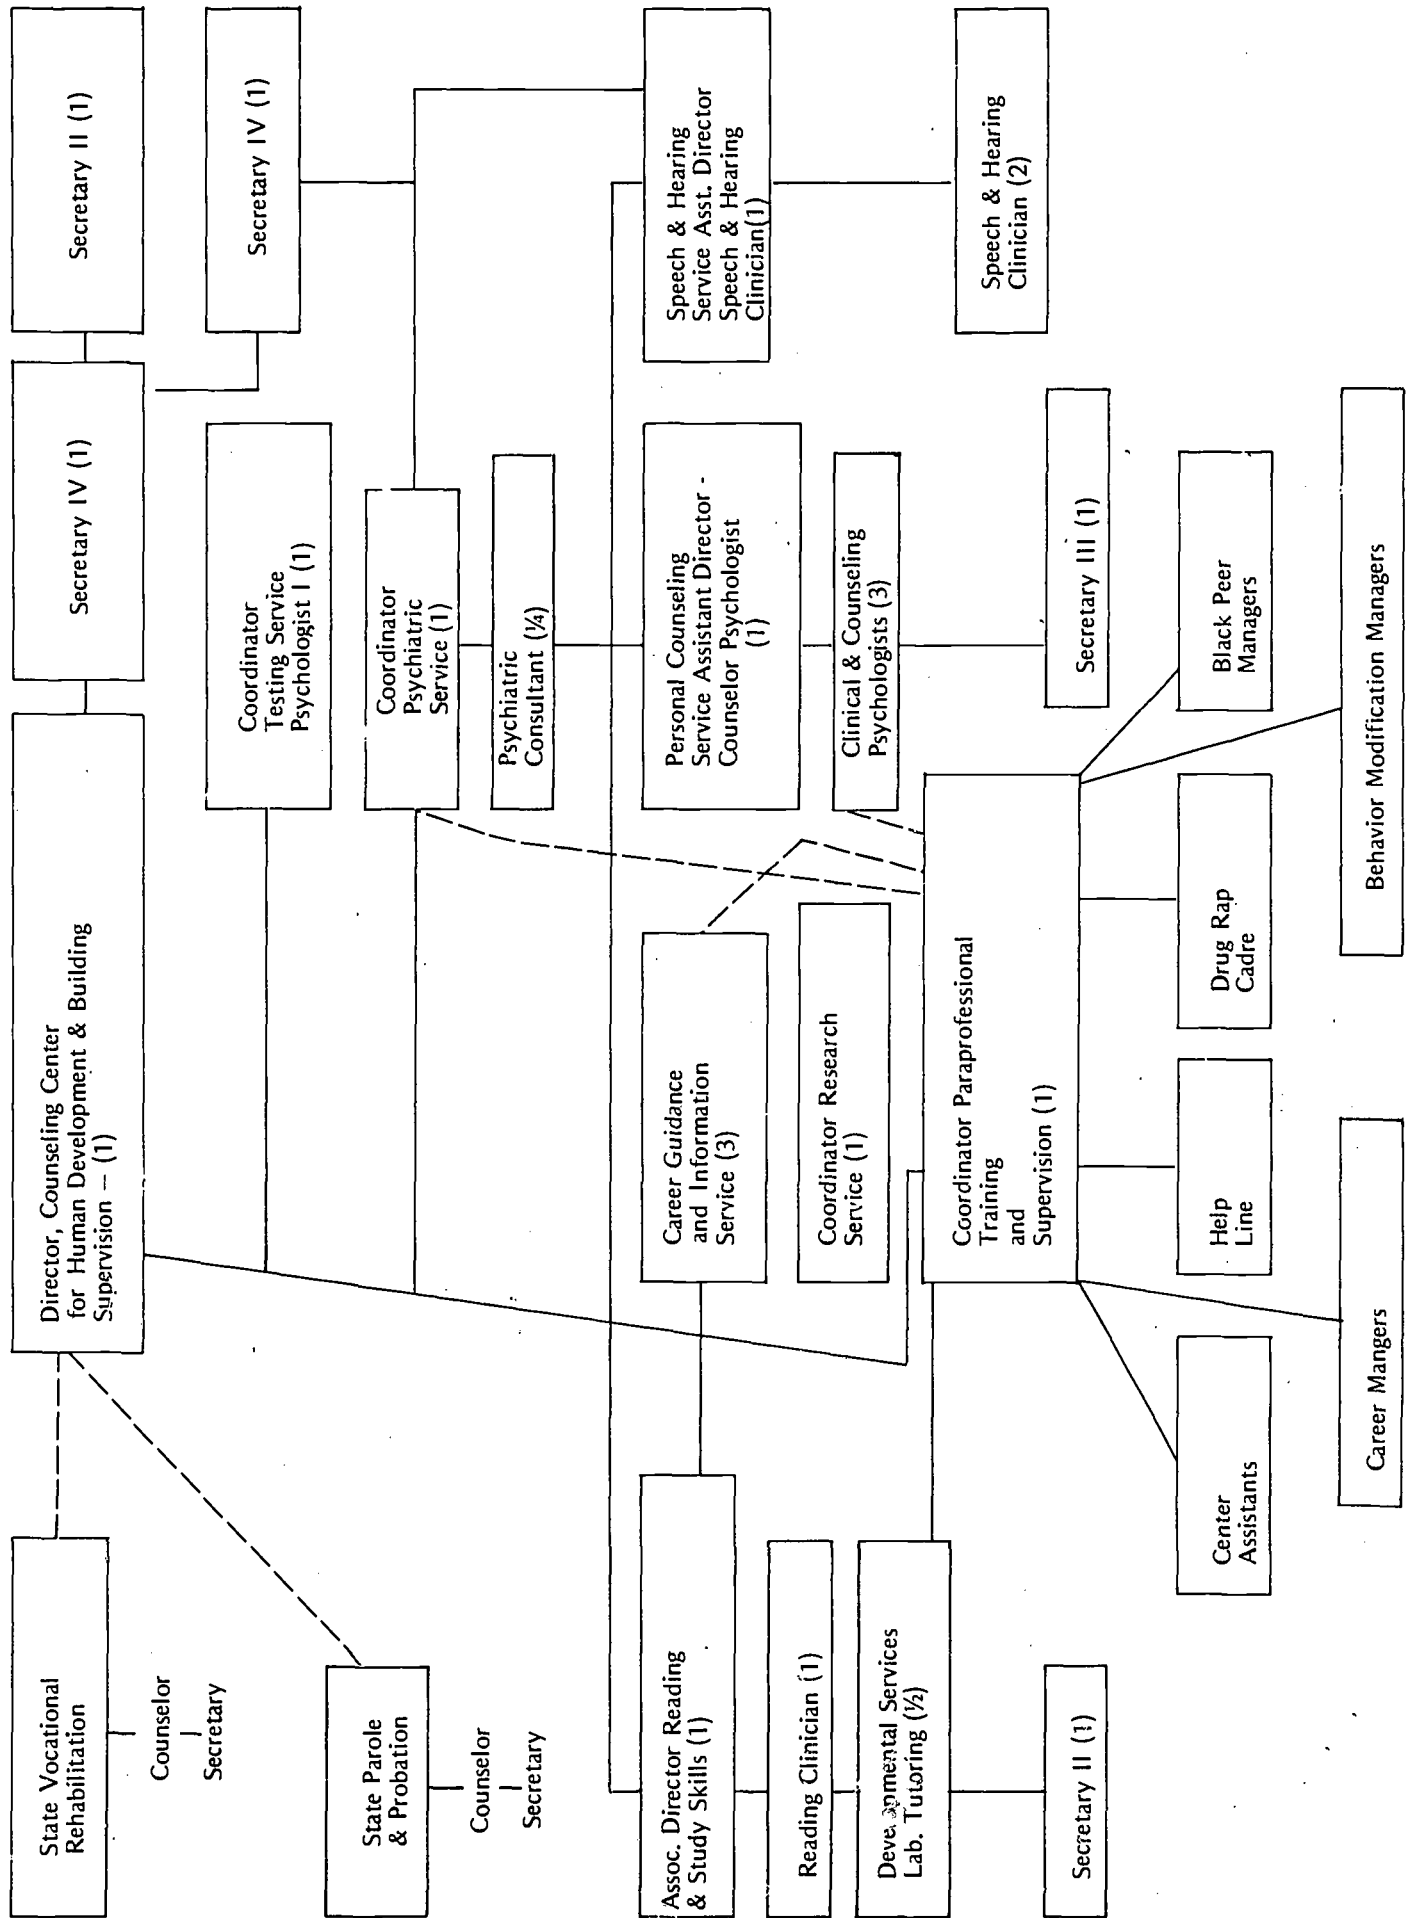 State Vocational
Rehabilitation
Counselor
Secretary
State Parole
& Probation
Counselor
Secretary
Director, Counseling Center
for Human Development & Building
Supervision — (1)
Secretary IV (1)
Secretary II (1)
Secretary IV (1)
Coordinator
Testing Service
Psychologist I (1)
Coordinator
Psychiatric
Service (1)
Psychiatric
Consultant (¼)
Assoc. Director Reading
& Study Skills (1)
Reading Clinician (1)
Developmental Services
Lab. Tutoring (½)
Secretary II (1)
Career Guidance
and Information
Service (3)
Coordinator Research
Service (1)
Personal Counseling
Service Assistant Director -
Counselor Psychologist
(1)
Clinical & Counseling
Psychologists (3)
Secretary III (1)
Speech & Hearing
Service Asst. Director
Speech & Hearing
Clinician(1)
Speech & Hearing
Clinician (2)
Coordinator Paraprofessional
Training
and
Supervision (1)
Center
Assistants
Help
Line
Drug Rap
Cadre
Black Peer
Managers
Career Mangers
Behavior Modification Managers